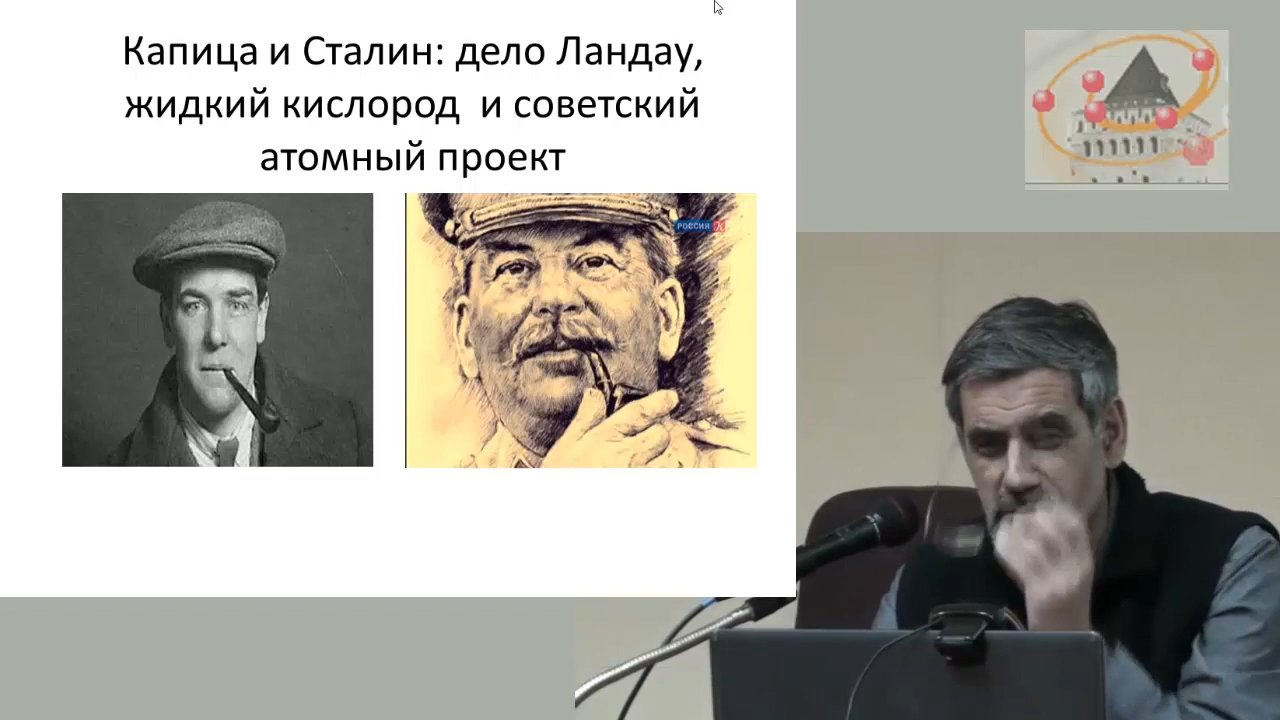 Капица и Сталин: дело Ландау,
жидкий кислород и советский
атомный проект
РОССИЯ К